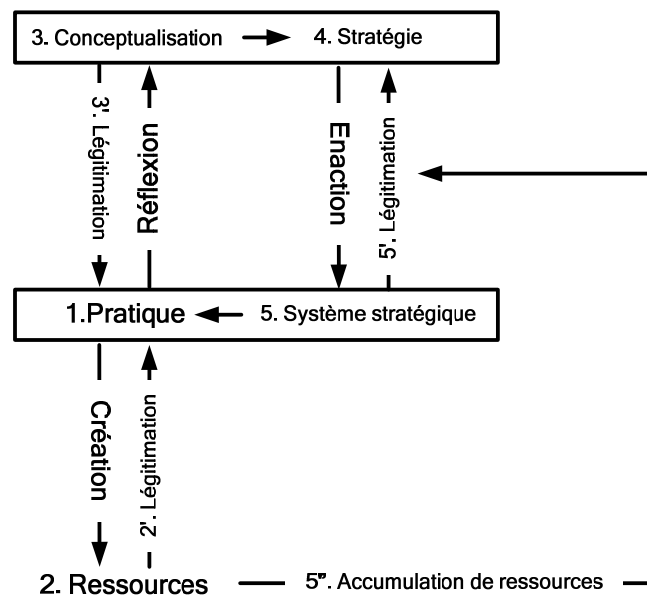 3. Conceptualisation
4. Stratégie
3'. Légitimation
Réflexion
Enaction
5'. Légitimation
1.Pratique
5. Système stratégique
Création
2'. Légitimation
2. Ressources
5". Accumulation de ressources